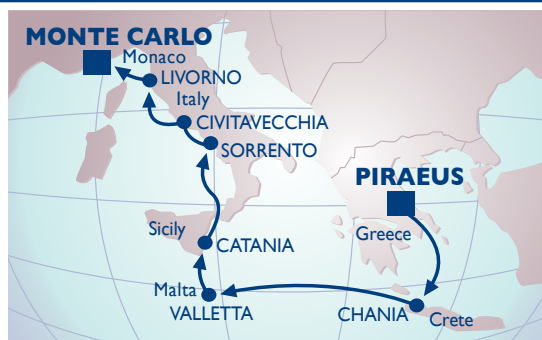 MONTE CARLO
Monaco
LIVORNO
Italy
CIVITAVECCHIA
SORRENTO
PIRAEUS
Sicily
Greece
CATANIA
Malta
VALLETTA
CHANIA
Crete